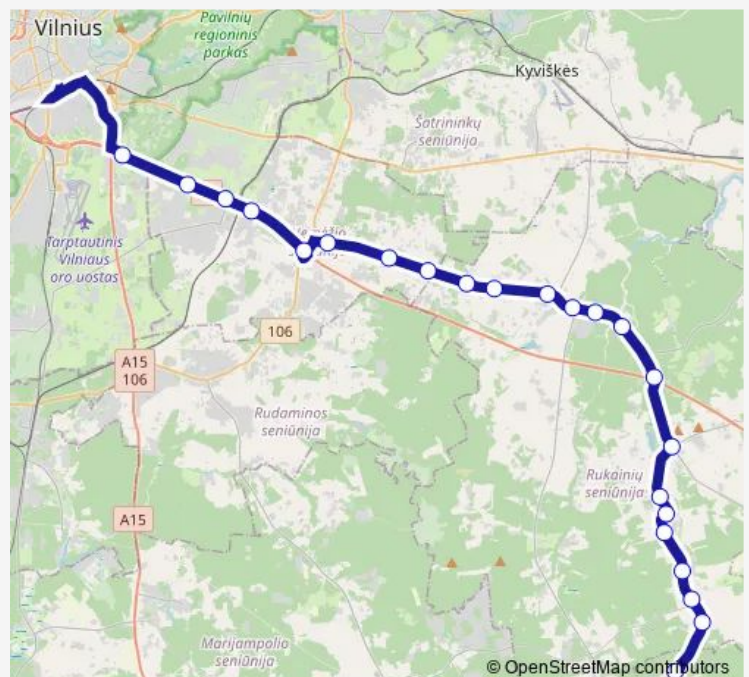 Vilnius
Pavilnių
regioninis
parkas
Kyviškės
Šatrininkų
seniūnija
Tarptautinis
Vilniaus
oro uostas
106
A15
106
Rudaminos
seniūnija
Rukainių
seniūnija
A15
Marijampolio
seniūnija
© OpenStreetMap contributors